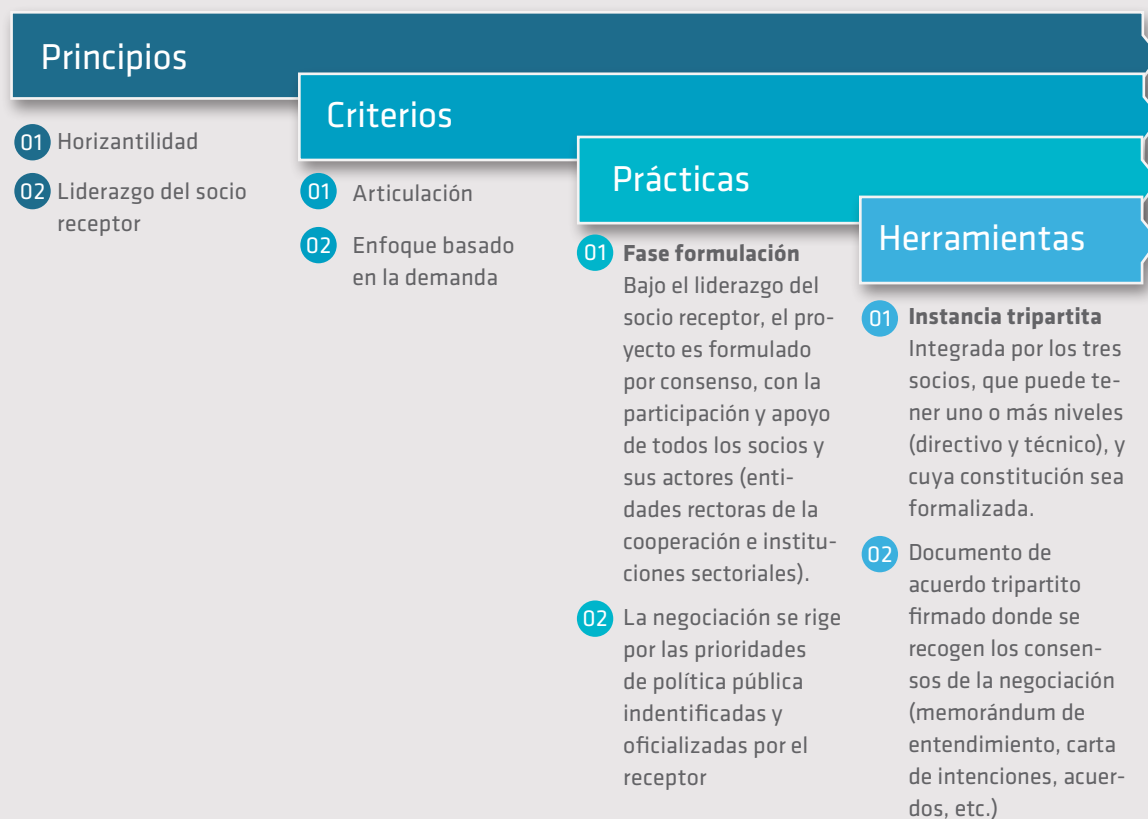 Principios
01 Horizantilidad
02 Liderazgo del socio
receptor
Criterios
01 Articulación
02 Enfoque basado
en la demanda
Prácticas
01 Fase formulación
Bajo el liderazgo del
socio receptor, el pro-
yecto es formulado
por consenso, con la
participación y apoyo
de todos los socios y
sus actores (enti-
dades rectoras de la
cooperación e institu-
ciones sectoriales).
02 La negociación se rige
por las prioridades
de política pública
indentificadas y
oficializadas por el
receptor
Herramientas
01 Instancia tripartita
Integrada por los tres
socios, que puede te-
ner uno o más niveles
(directivo y técnico), y
cuya constitución sea
formalizada.
02 Documento de
acuerdo tripartito
firmado donde se
recogen los consen-
sos de la negociación
(memorándum de
entendimiento, carta
de intenciones, acuer-
dos, etc.)